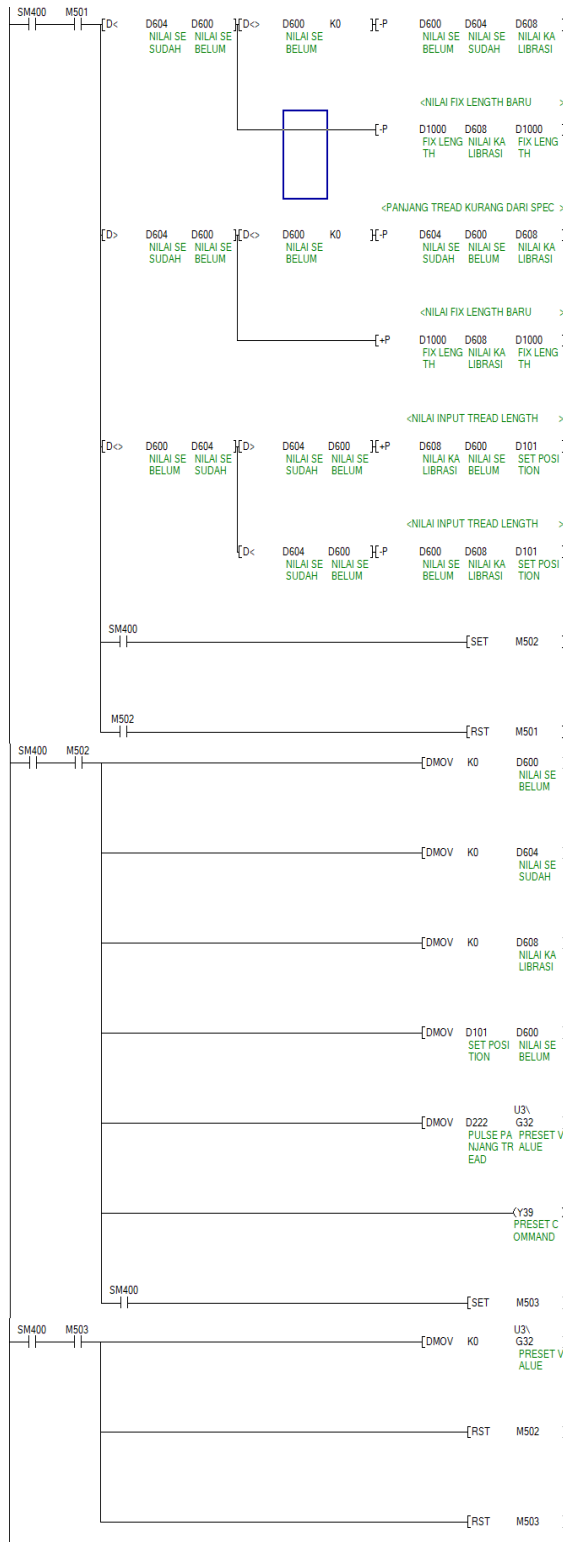 SM400 M501
[D< D604 D600 ][D<> D600 K0 ][-P D600 D604 D608 ]
NILAI SE NILAI SE NILAI SE NILAI SE NILAI SE NILAI KA
SUDAH BELUM BELUM BELUM SUDAH LIBRASI
<NILAI FIX LENGTH BARU >
[-P D1000 D608 D1000 ]
FIX LENG NILAI KA FIX LENG
TH LIBRASI TH
<PANJANG TREAD KURANG DARI SPEC >
[D> D604 D600 ][D<> D600 K0 ][-P D604 D600 D608 ]
NILAI SE NILAI SE NILAI SE NILAI SE NILAI SE NILAI KA
SUDAH BELUM BELUM SUDAH BELUM LIBRASI
<NILAI FIX LENGTH BARU >
[+P D1000 D608 D1000 ]
FIX LENG NILAI KA FIX LENG
TH LIBRASI TH
<NILAI INPUT TREAD LENGTH >
[D<> D600 D604 ][D> D604 D600 ][+P D608 D600 D101 ]
NILAI SE NILAI SE NILAI SE NILAI SE NILAI KA NILAI SE SET POSI
BELUM SUDAH SUDAH BELUM LIBRASI BELUM TION
<NILAI INPUT TREAD LENGTH >
[D< D604 D600 ][-P D600 D608 D101 ]
NILAI SE NILAI SE NILAI SE NILAI KA SET POSI
SUDAH BELUM BELUM LIBRASI TION
SM400
[SET M502 ]
M502
[RST M501 ]
SM400 M502
[DMOV K0 D600 ]
NILAI SE
BELUM
[DMOV K0 D604 ]
NILAI SE
SUDAH
[DMOV K0 D608 ]
NILAI KA
LIBRASI
[DMOV D101 D600 ]
SET POSI NILAI SE
TION BELUM
U3\
[DMOV D222 G32 ]
PULSE PA PRESET V
NJANG TR ALUE
EAD
(Y39 )
PRESET C
OMMAND
SM400
[SET M503 ]
SM400 M503
U3\
[DMOV K0 G32 ]
PRESET V
ALUE
[RST M502 ]
[RST M503 ]